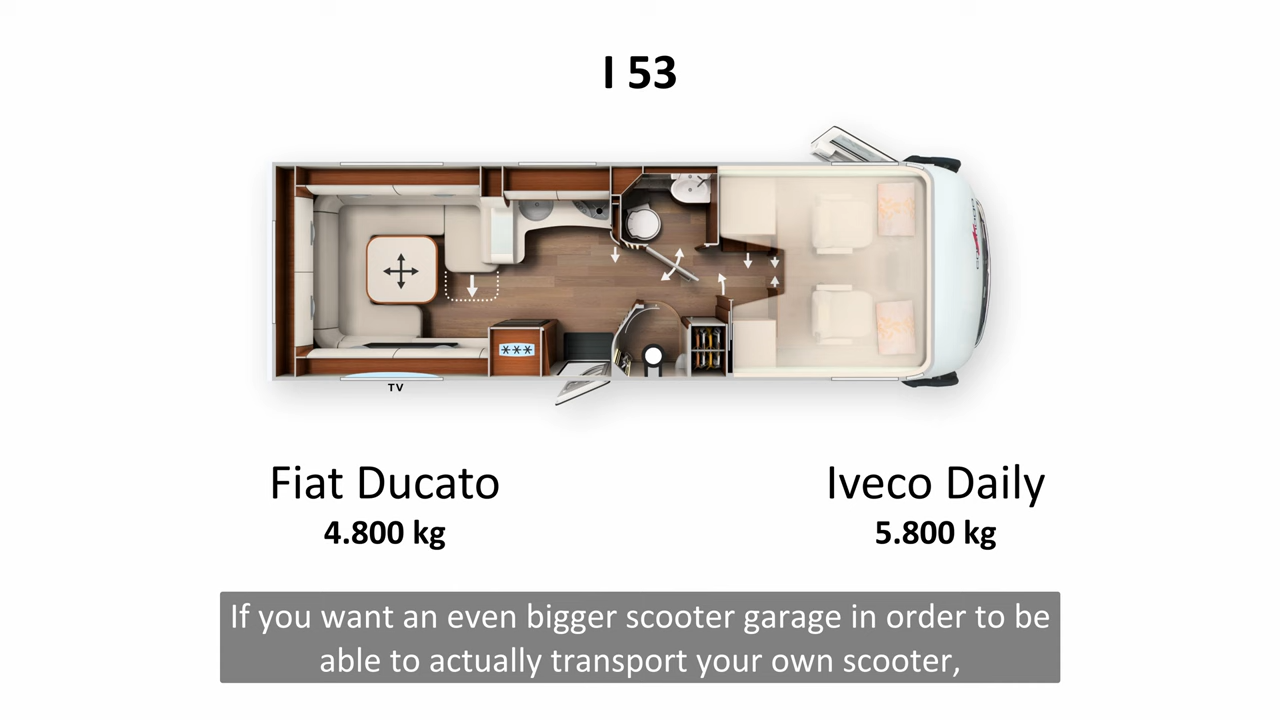 I 53
TV
Fiat Ducato
4.800 kg
Iveco Daily
5.800 kg
If you want an even bigger scooter garage in order to be
able to actually transport your own scooter,